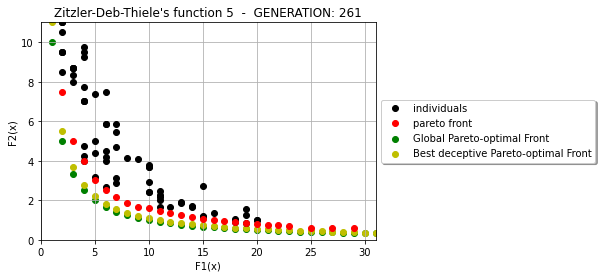 Zitzler-Deb-Thiele's function 5 - GENERATION: 261
10
8
6
4
2
0
F2(x)
0
5
10
15
20
25
30
F1(x)
individuals
pareto front
Global Pareto-optimal Front
Best deceptive Pareto-optimal Front